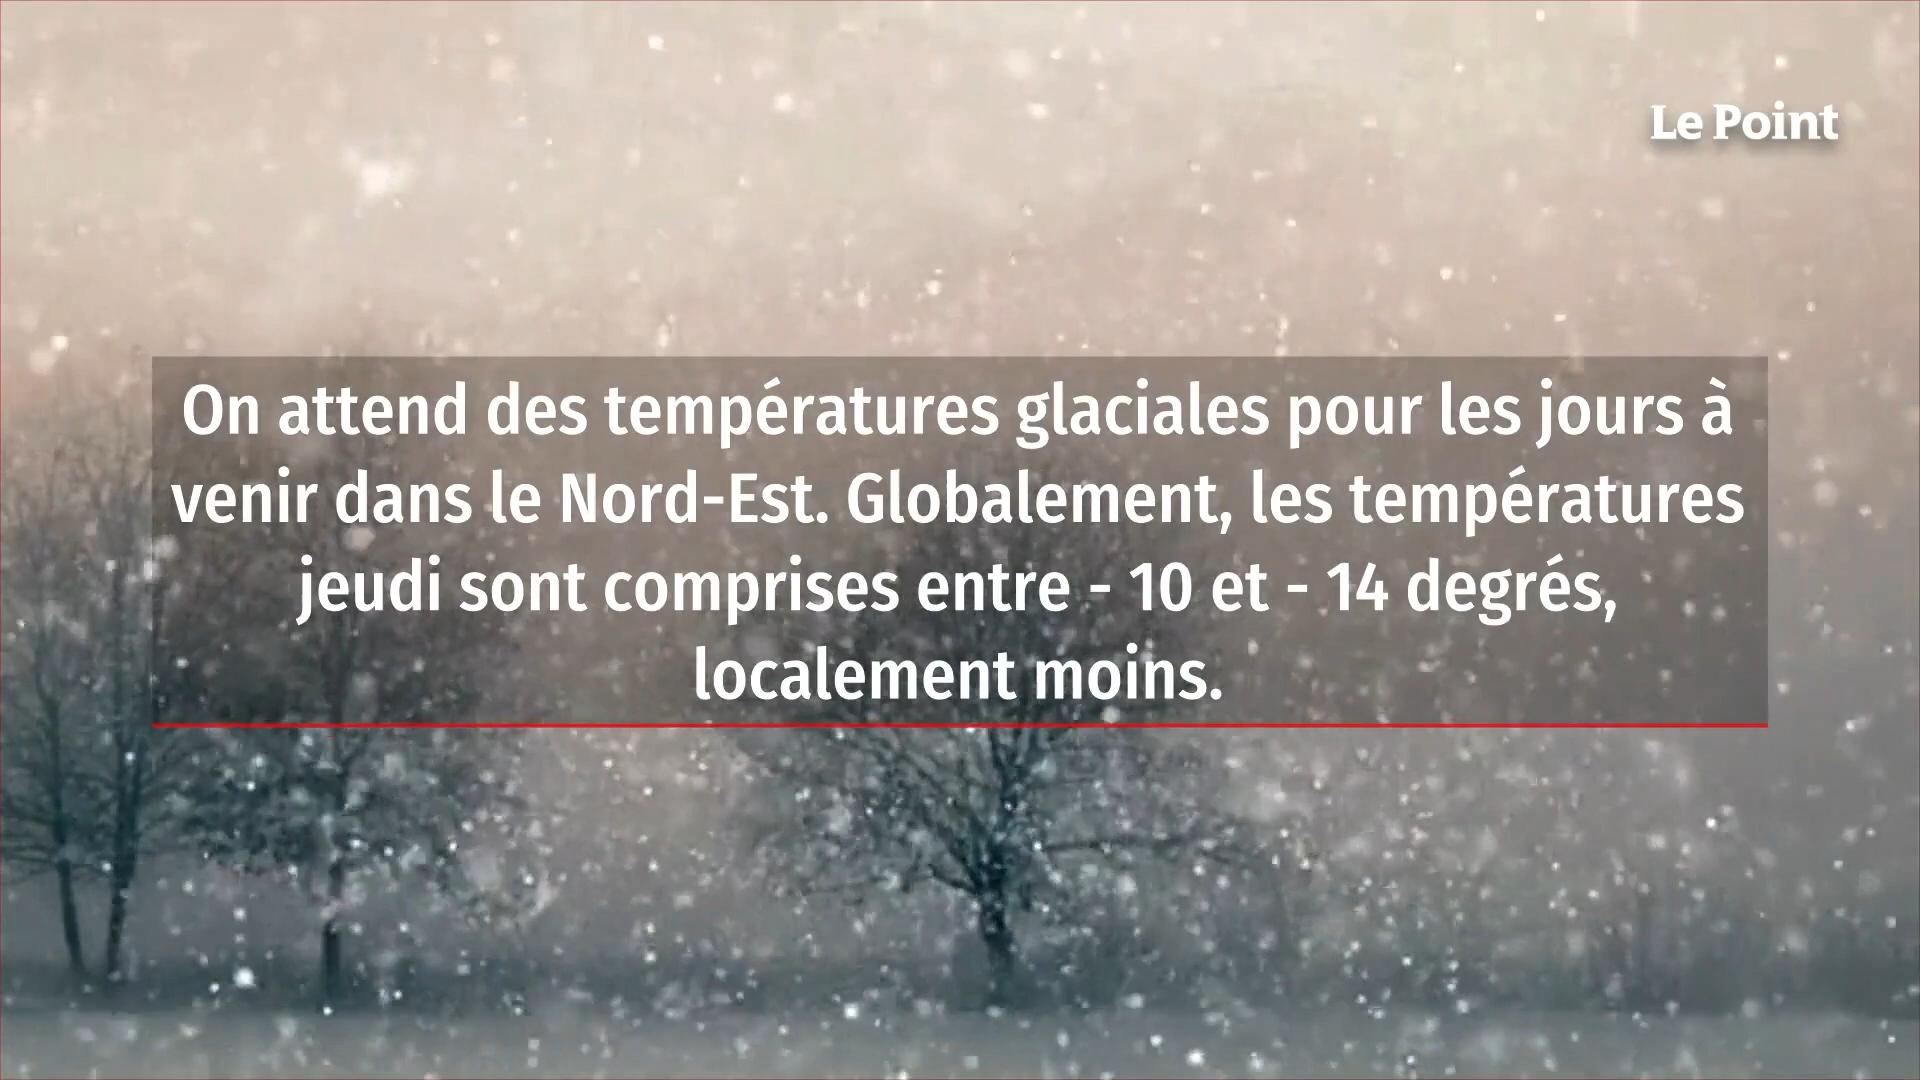 Le Point
On attend des températures glaciales pour les jours à
venir dans le Nord-Est. Globalement, les températures
jeudi sont comprises entre - 10 et - 14 degrés,
localement moins.